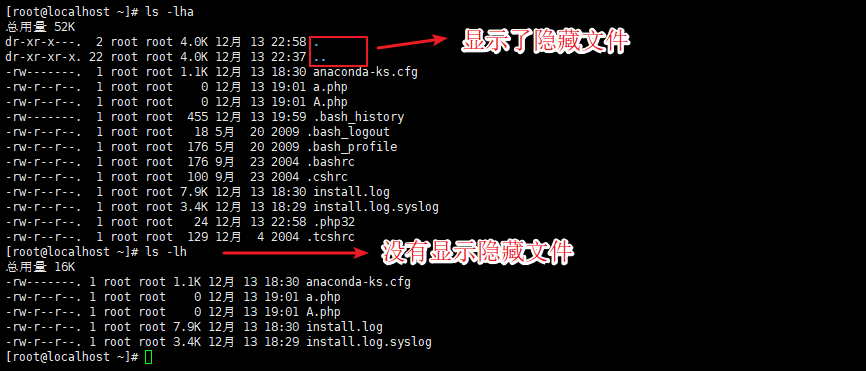 [root@localhost ~]# ls -lha
总用量 52K
dr-xr-x---.  2 root root 4.0K 12月 13 22:58 .
显示了隐藏文件
dr-xr-xr-x. 22 root root 4.0K 12月 13 22:37 ..
-rw-------.  1 root root 1.1K 12月 13 18:30 anaconda-ks.cfg
-rw-r--r--.  1 root root    0 12月 13 19:01 a.php
-rw-r--r--.  1 root root    0 12月 13 19:01 A.php
-rw-------.  1 root root  455 12月 13 19:59 .bash_history
-rw-r--r--.  1 root root   18 5月  20 2009 .bash_logout
-rw-r--r--.  1 root root  176 5月  20 2009 .bash_profile
-rw-r--r--.  1 root root  176 9月  23 2004 .bashrc
-rw-r--r--.  1 root root  100 9月  23 2004 .cshrc
-rw-r--r--.  1 root root 7.9K 12月 13 18:30 install.log
-rw-r--r--.  1 root root 3.4K 12月 13 18:29 install.log.syslog
-rw-r--r--.  1 root root   24 12月 13 22:58 .php32
-rw-r--r--.  1 root root  129 12月  4 2004 .tcshrc
[root@localhost ~]# ls -lh
没有显示隐藏文件
总用量 16K
-rw-------. 1 root root 1.1K 12月 13 18:30 anaconda-ks.cfg
-rw-r--r--. 1 root root    0 12月 13 19:01 a.php
-rw-r--r--. 1 root root    0 12月 13 19:01 A.php
-rw-r--r--. 1 root root 7.9K 12月 13 18:30 install.log
-rw-r--r--. 1 root root 3.4K 12月 13 18:29 install.log.syslog
[root@localhost ~]#